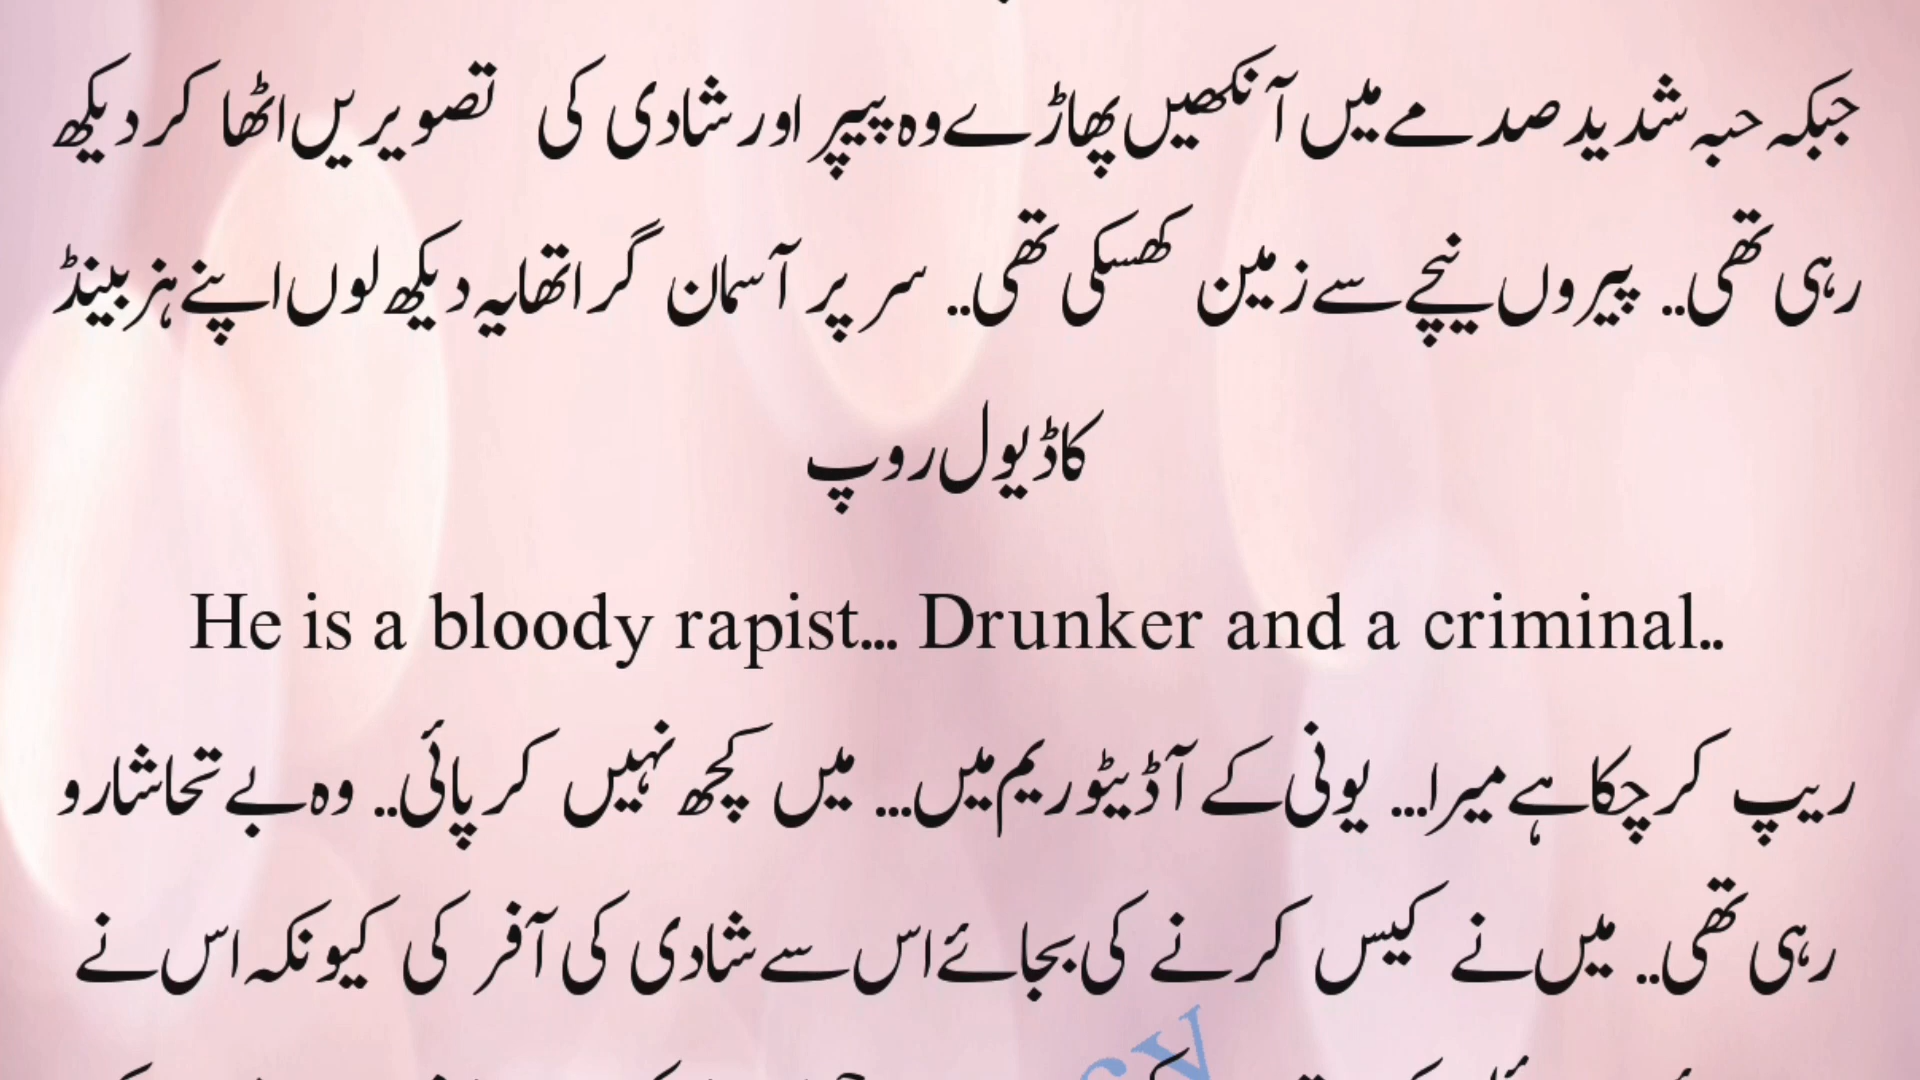 جبکہ حبہ شدید صدمے میں آنکھیں پھاڑے وہ پیپر اور شادی کی تصویریں اٹھا کر دیکھ
رہی تھی.. پیروں نیچے سے زمین کھسکی تھی.. سر پر آسمان گرا تھا یہ دیکھ لوں اپنے ہزبینڈ
کا ڈیول روپ
He is a bloody rapist... Drunker and a criminal..
ریپ کر چکا ہے میرا... یونی کے آڈیٹوریم میں... میں کچھ نہیں کر پائی.. وہ بے تحاشا رو
رہی تھی.. میں نے کیس کرنے کی بجائے اس سے شادی کی آفر کی کیونکہ اس نے